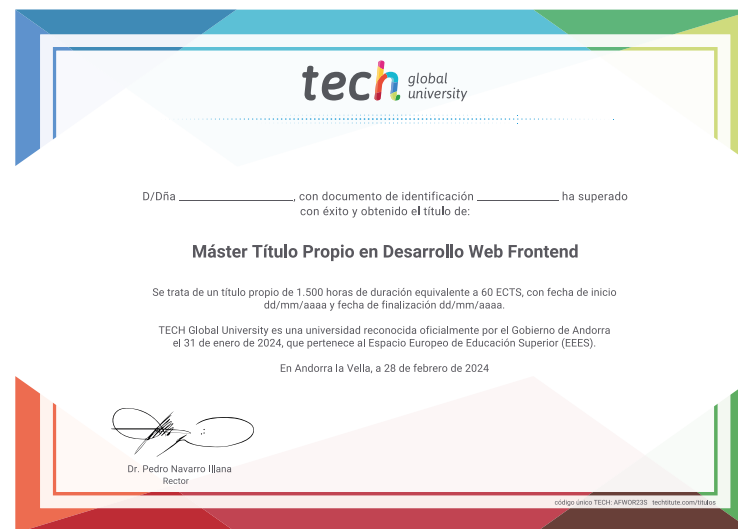 tech global
university
D/Dña ______________, con documento de identificación __________ ha superado
con éxito y obtenido el título de:
Máster Título Propio en Desarrollo Web Frontend
Se trata de un título propio de 1.500 horas de duración equivalente a 60 ECTS, con fecha de inicio
dd/mm/aaaa y fecha de finalización dd/mm/aaaa.
TECH Global University es una universidad reconocida oficialmente por el Gobierno de Andorra
el 31 de enero de 2024, que pertenece al Espacio Europeo de Educación Superior (EEES).
En Andorra la Vella, a 28 de febrero de 2024
Dr. Pedro Navarro Illana
Rector
código único TECH: AFWOR23S techtitute.com/títulos